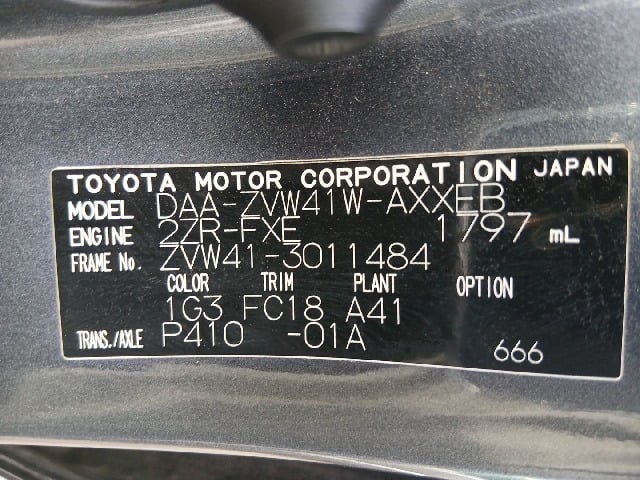 TOYOTA MOTOR CORPORATION JAPAN
MODEL DAA-ZVW41W-AXXEB
ENGINE 2ZR-FXE 1797 mL
FRAME No. ZVW41-3011484
COLOR TRIM PLANT OPTION
1G3 FC18 A41
TRANS./AXLE P410 -01A
666